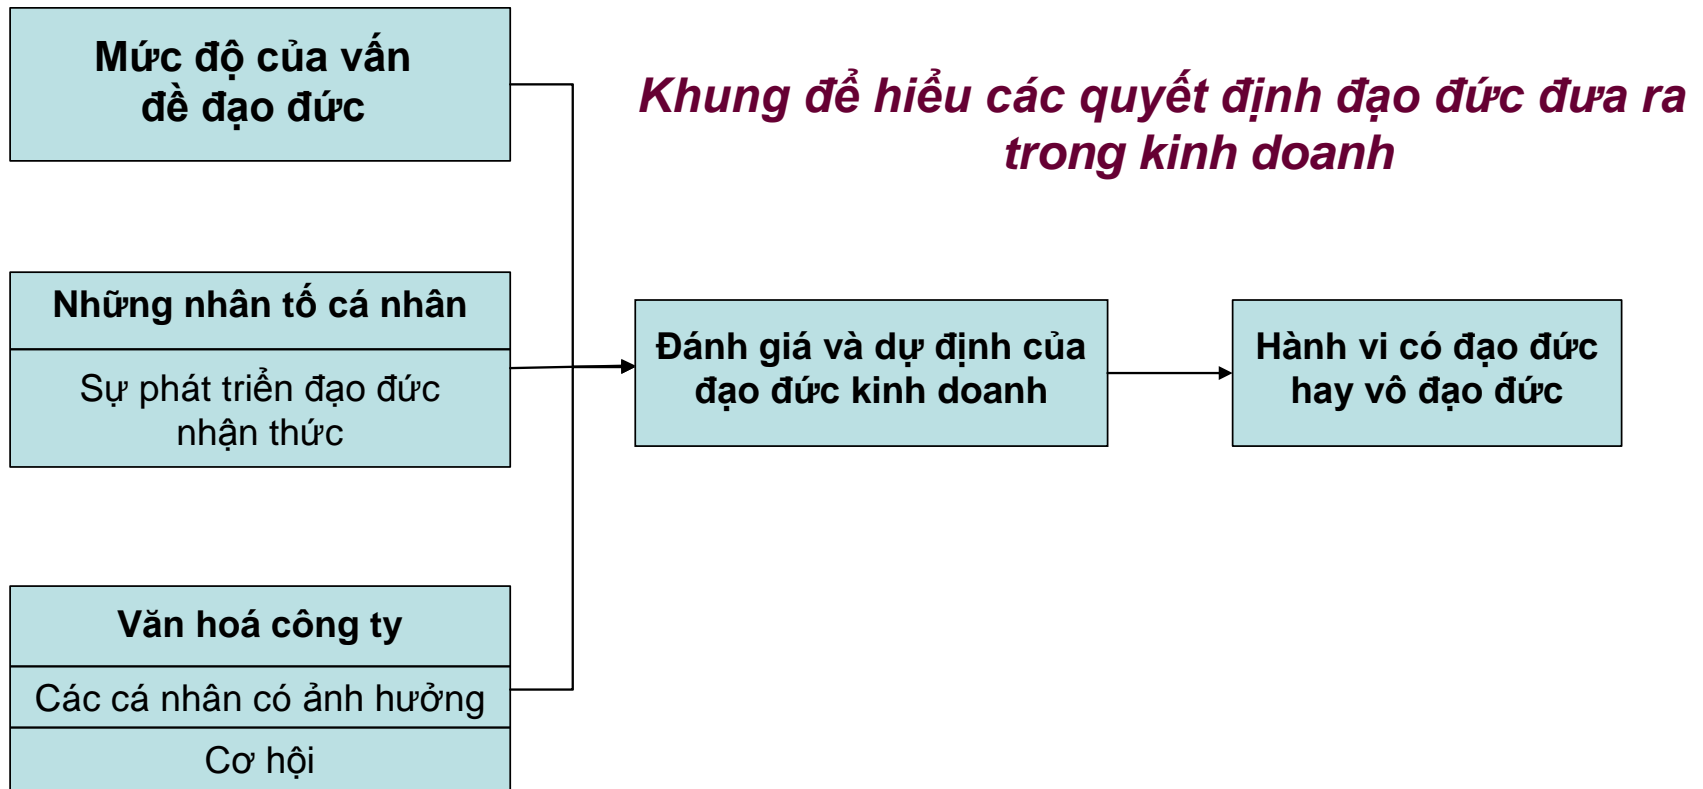 Mức độ của vấn
đề đạo đức
Khung để hiểu các quyết định đạo đức đưa ra
trong kinh doanh
Những nhân tố cá nhân
Sự phát triển đạo đức
nhận thức
Đánh giá và dự định của
đạo đức kinh doanh
Hành vi có đạo đức
hay vô đạo đức
Văn hoá công ty
Các cá nhân có ảnh hưởng
Cơ hội